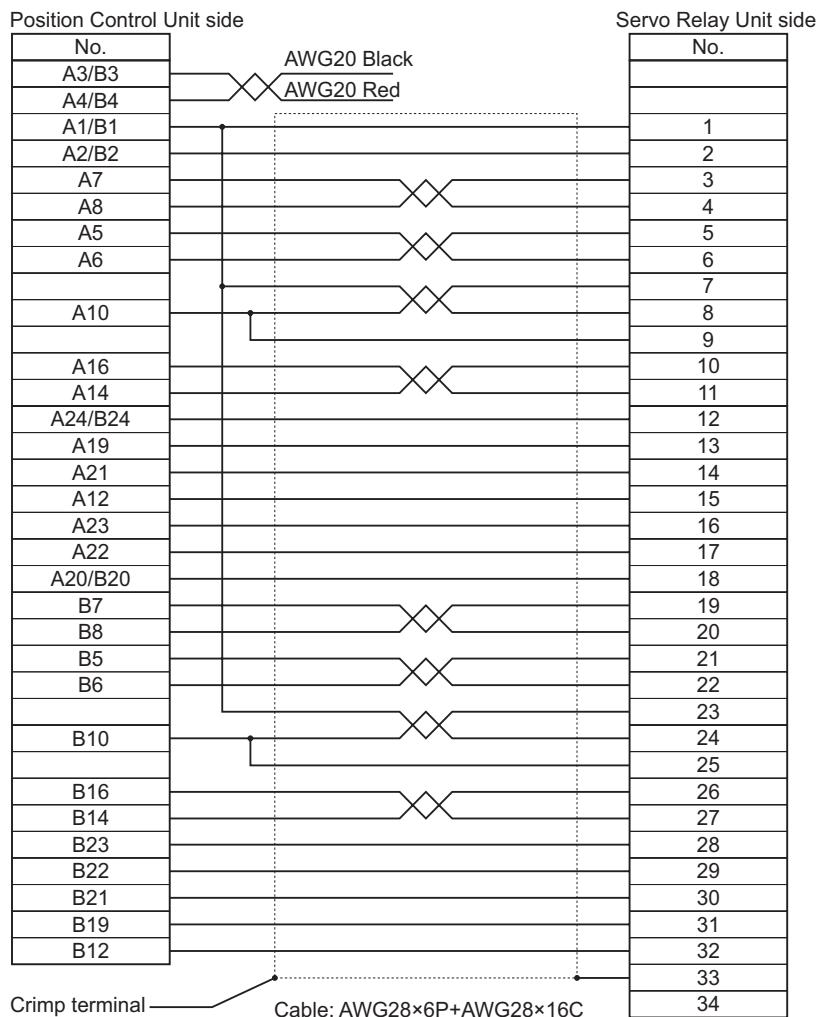 Position Control Unit side Servo Relay Unit side
No. No.
AWG20 Black
A3/B3
AWG20 Red
A4/B4
A1/B1 1
A2/B2 2
A7 3
A8 4
A5 5
A6 6
7
A10 8
9
A16 10
A14 11
A24/B24 12
A19 13
A21 14
A12 15
A23 16
A22 17
A20/B20 18
B7 19
B8 20
B5 21
B6 22
23
B10 24
25
B16 26
B14 27
B23 28
B22 29
B21 30
B19 31
B12 32
33
Crimp terminal Cable: AWG28×6P+AWG28×16C 34